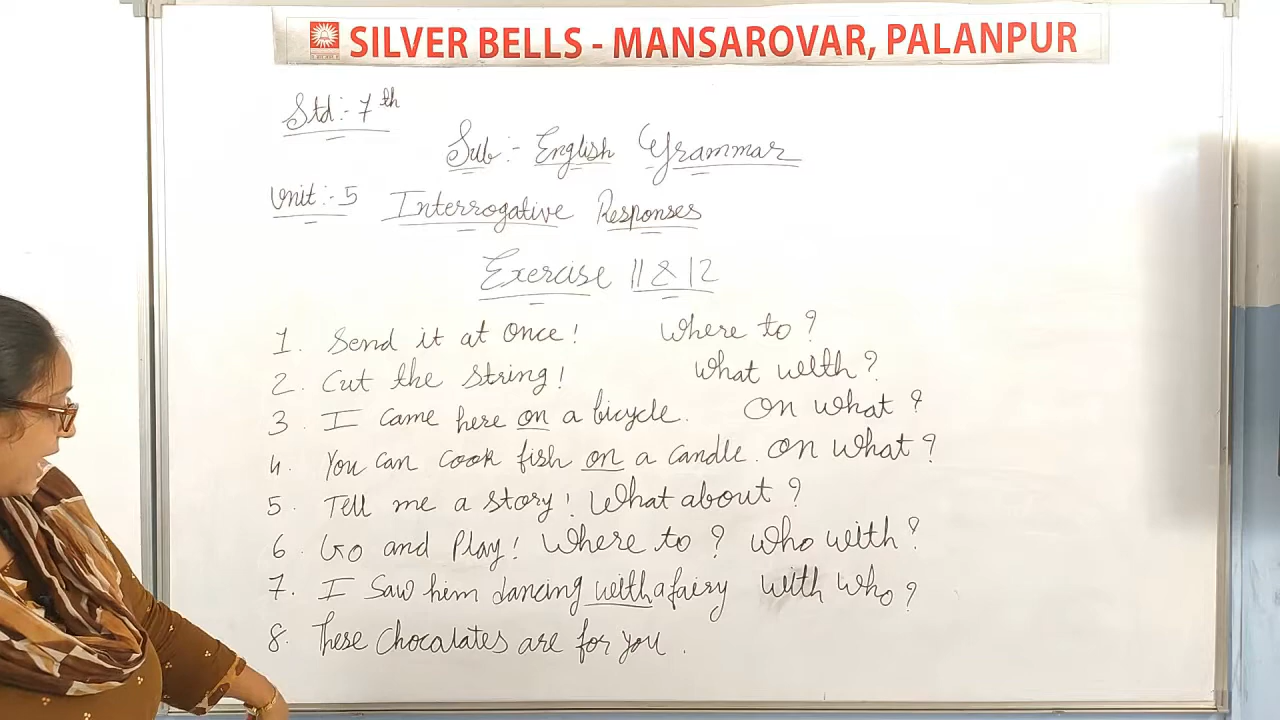 SILVER BELLS - MANSAROVAR, PALANPUR
Std:- 7th
Sub:- English Grammar
Unit:-5 Interrogative Responses
Exercise 11 & 12
1. Send it at once! Where to?
2. Cut the string! What with?
3. I came here on a bicycle. On what?
4. You can cook fish on a candle. On what?
5. Tell me a story! What about?
6. Go and Play! Where to? Who with?
7. I saw him dancing with a fairy with who?
8. These chocalates are for you.